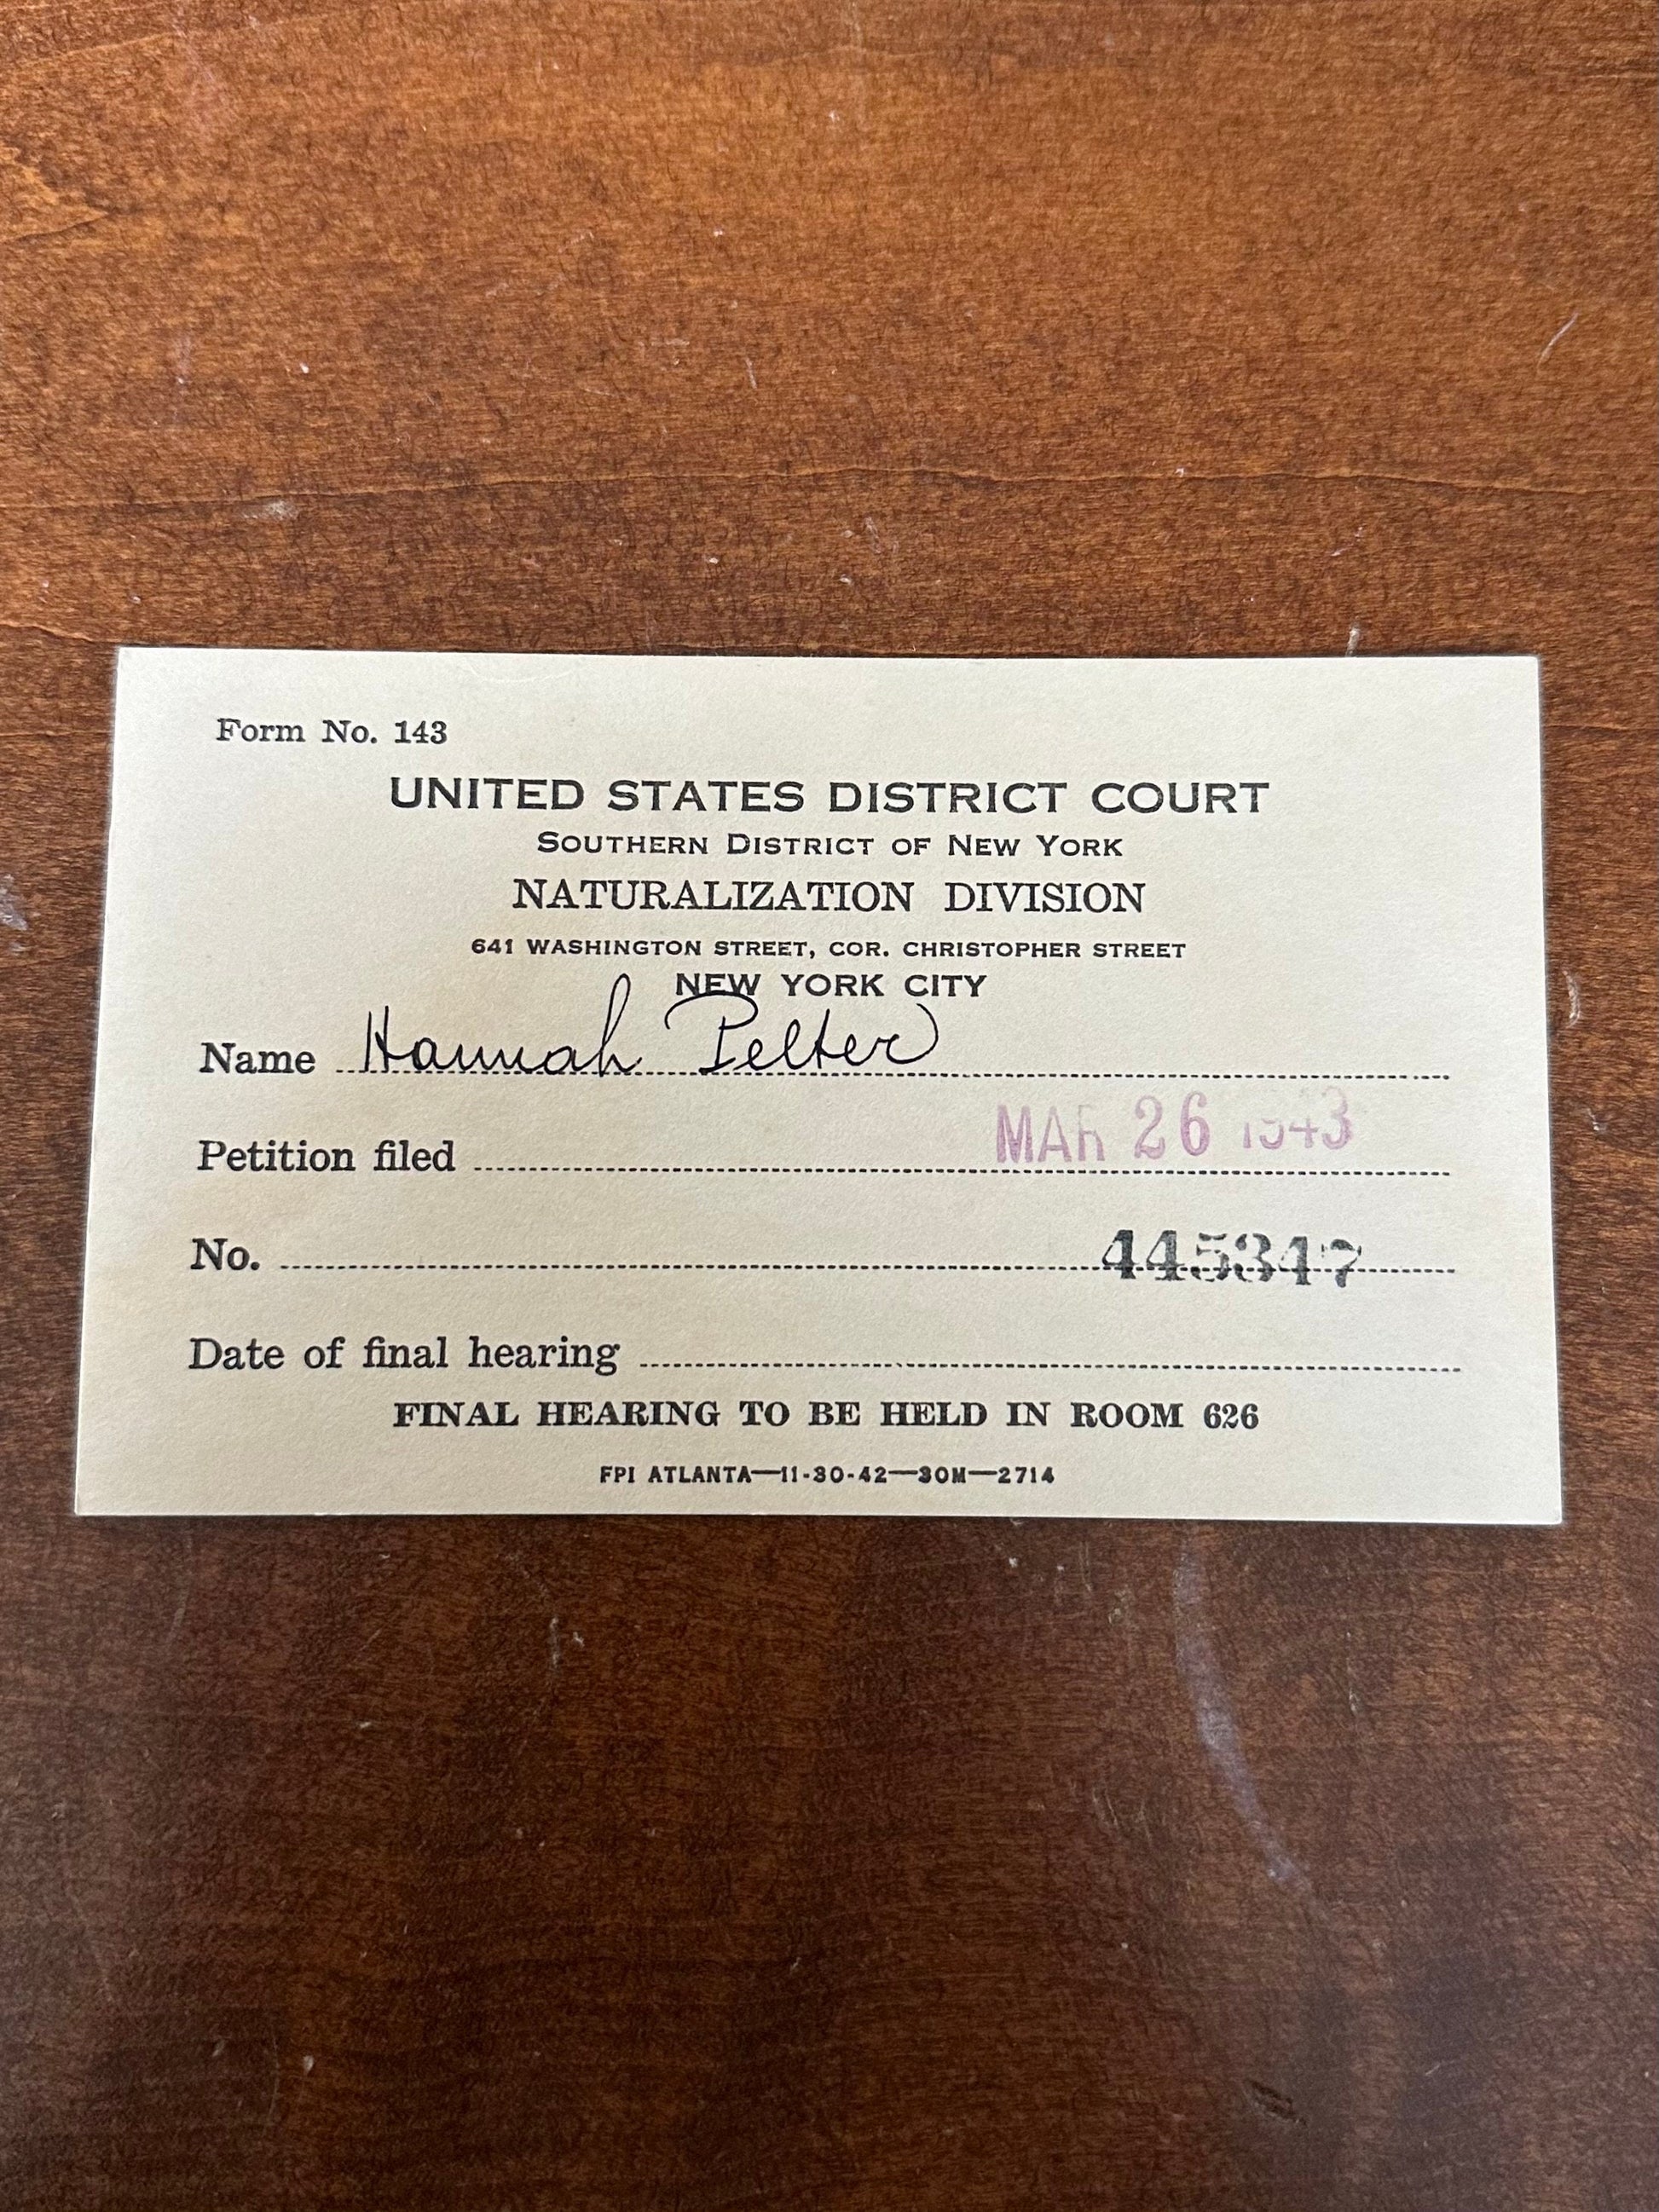 Form No. 143
UNITED STATES DISTRICT COURT
SOUTHERN DISTRICT OF NEW YORK
NATURALIZATION DIVISION
641 WASHINGTON STREET, COR. CHRISTOPHER STREET
NEW YORK CITY
Name Hannah Pelter
Petition filed MAR 26 1943
No. 445347
Date of final hearing
FINAL HEARING TO BE HELD IN ROOM 626
FPI ATLANTA—11-30-42—30M—2714